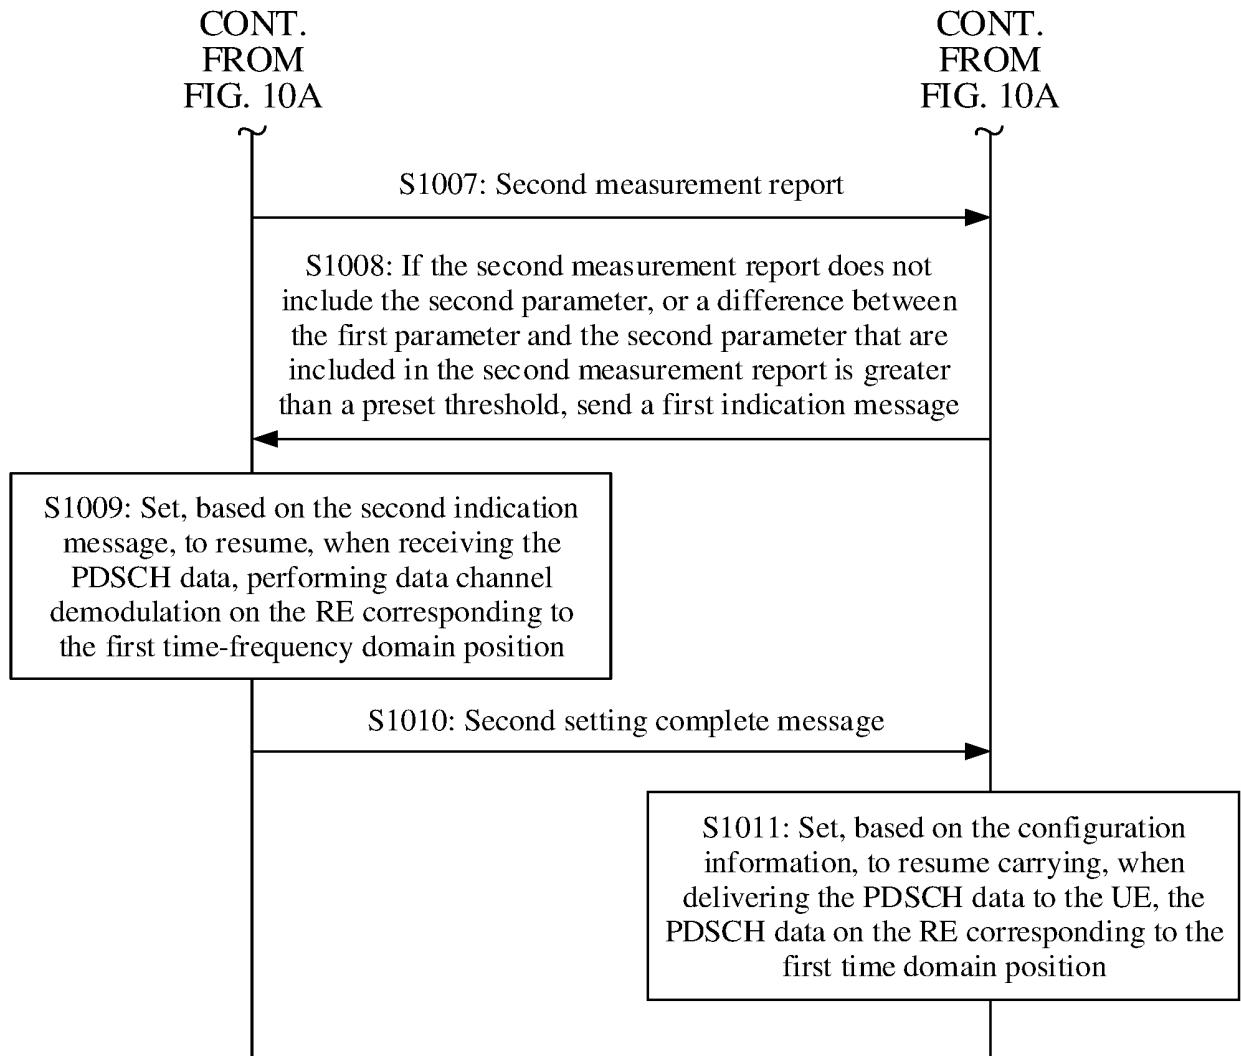 CONT.
FROM
FIG. 10A
CONT.
FROM
FIG. 10A
S1007: Second measurement report
S1008: If the second measurement report does not
include the second parameter, or a difference between
the first parameter and the second parameter that are
included in the second measurement report is greater
than a preset threshold, send a first indication message
S1009: Set, based on the second indication
message, to resume, when receiving the
PDSCH data, performing data channel
demodulation on the RE corresponding to
the first time-frequency domain position
S1010: Second setting complete message
S1011: Set, based on the configuration
information, to resume carrying, when
delivering the PDSCH data to the UE, the
PDSCH data on the RE corresponding to the
first time domain position